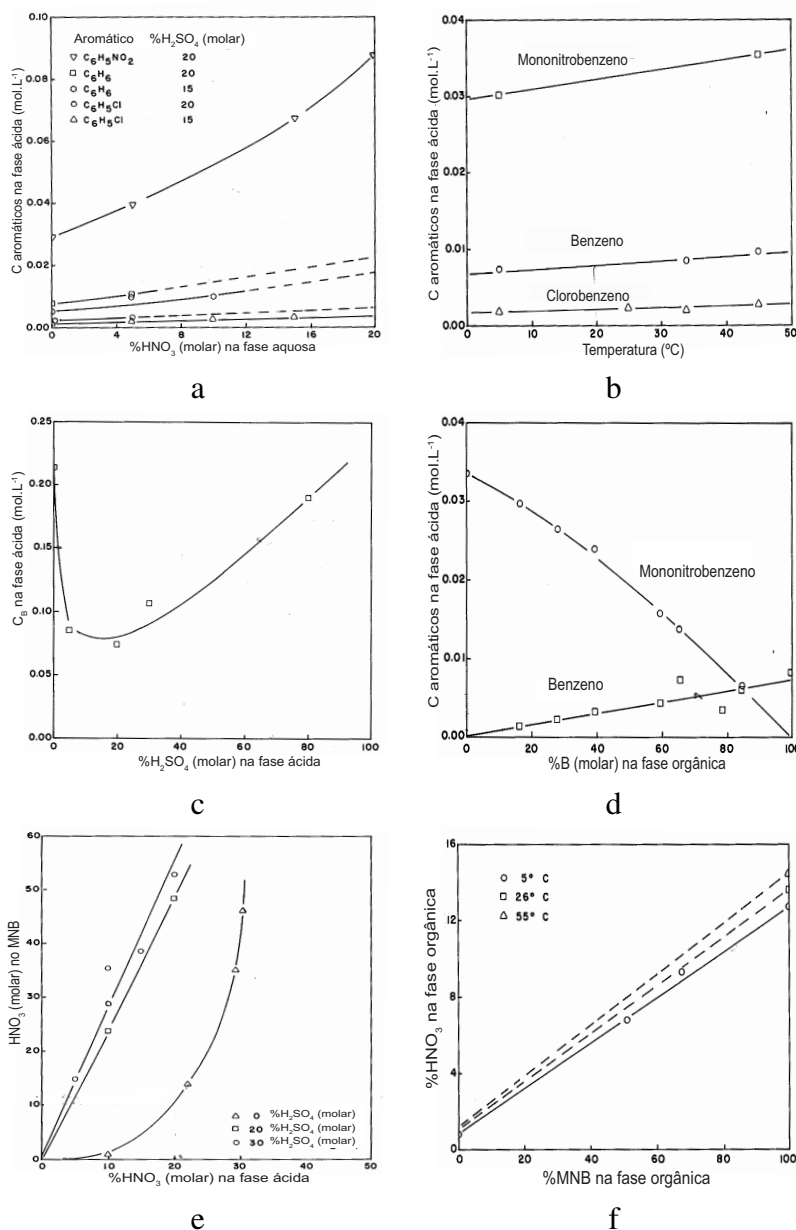 C aromáticos na fase ácida (mol.L⁻¹)
0.10
0.08
0.06
0.04
0.02
0.00
Aromático %H₂SO₄ (molar)
C₆H₅NO₂ 20
C₆H₆ 20
C₆H₆ 15
C₆H₅Cl 20
C₆H₅Cl 15
0 4 8 12 16 20
%HNO₃ (molar) na fase aquosa
a
C aromáticos na fase ácida (mol.L⁻¹)
0.04
0.03
0.02
0.01
0.00
Mononitrobenzeno
Benzeno
Clorobenzeno
0 10 20 30 40 50
Temperatura (ºC)
b
C_B na fase ácida (mol.L⁻¹)
0.25
0.20
0.15
0.10
0.05
0.00
0 20 40 60 80 100
%H₂SO₄ (molar) na fase ácida
c
C aromáticos na fase ácida (mol.L⁻¹)
0.04
0.03
0.02
0.01
0.00
Mononitrobenzeno
Benzeno
0 20 40 60 80 100
%B (molar) na fase orgânica
d
HNO₃ (molar) no MNB
60
50
40
30
20
10
0
0 %H₂SO₄ (molar)
20 %H₂SO₄ (molar)
30 %H₂SO₄ (molar)
0 10 20 30 40 50
%HNO₃ (molar) na fase ácida
e
%HNO₃ na fase orgânica
16
12
8
4
0
5° C
26° C
55° C
0 20 40 60 80 100
%MNB na fase orgânica
f